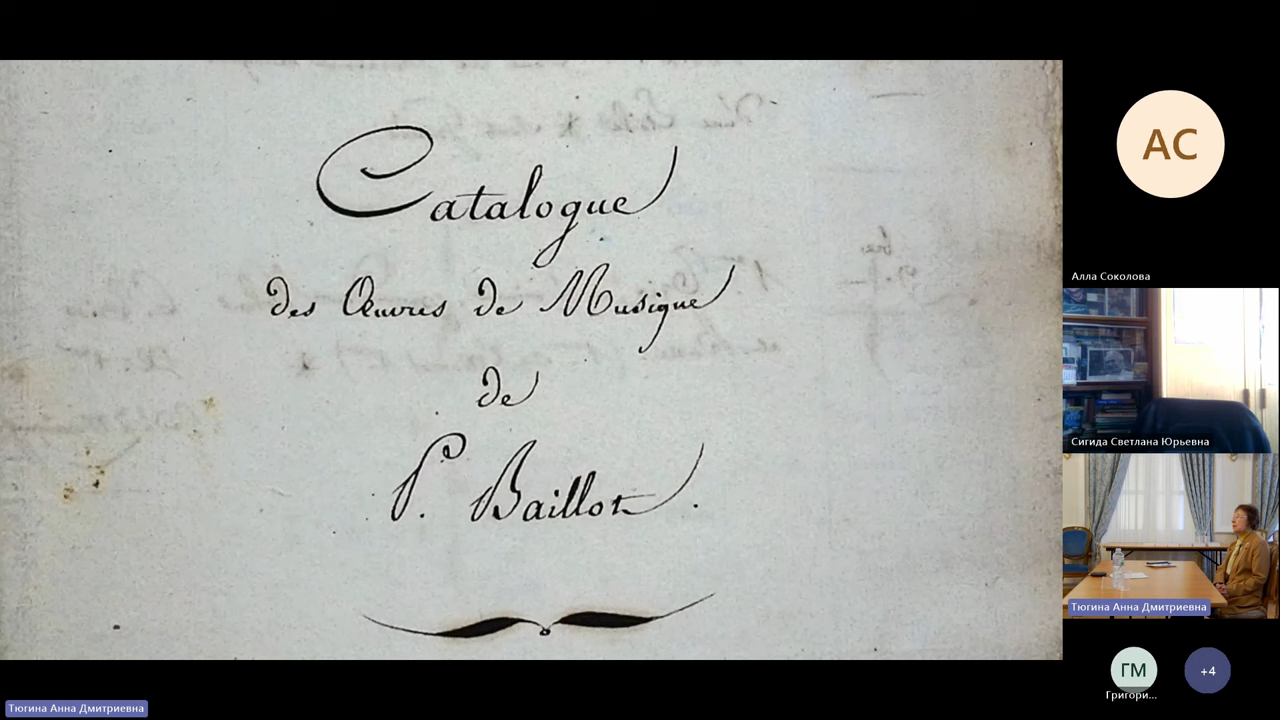 Catalogue
des Œuvres de Musique
de
P. Baillot.
АС
Алла Соколова
Сигида Светлана Юрьевна
Тюгина Анна Дмитриевна
ГМ
+4
Григори...
Тюгина Анна Дмитриевна